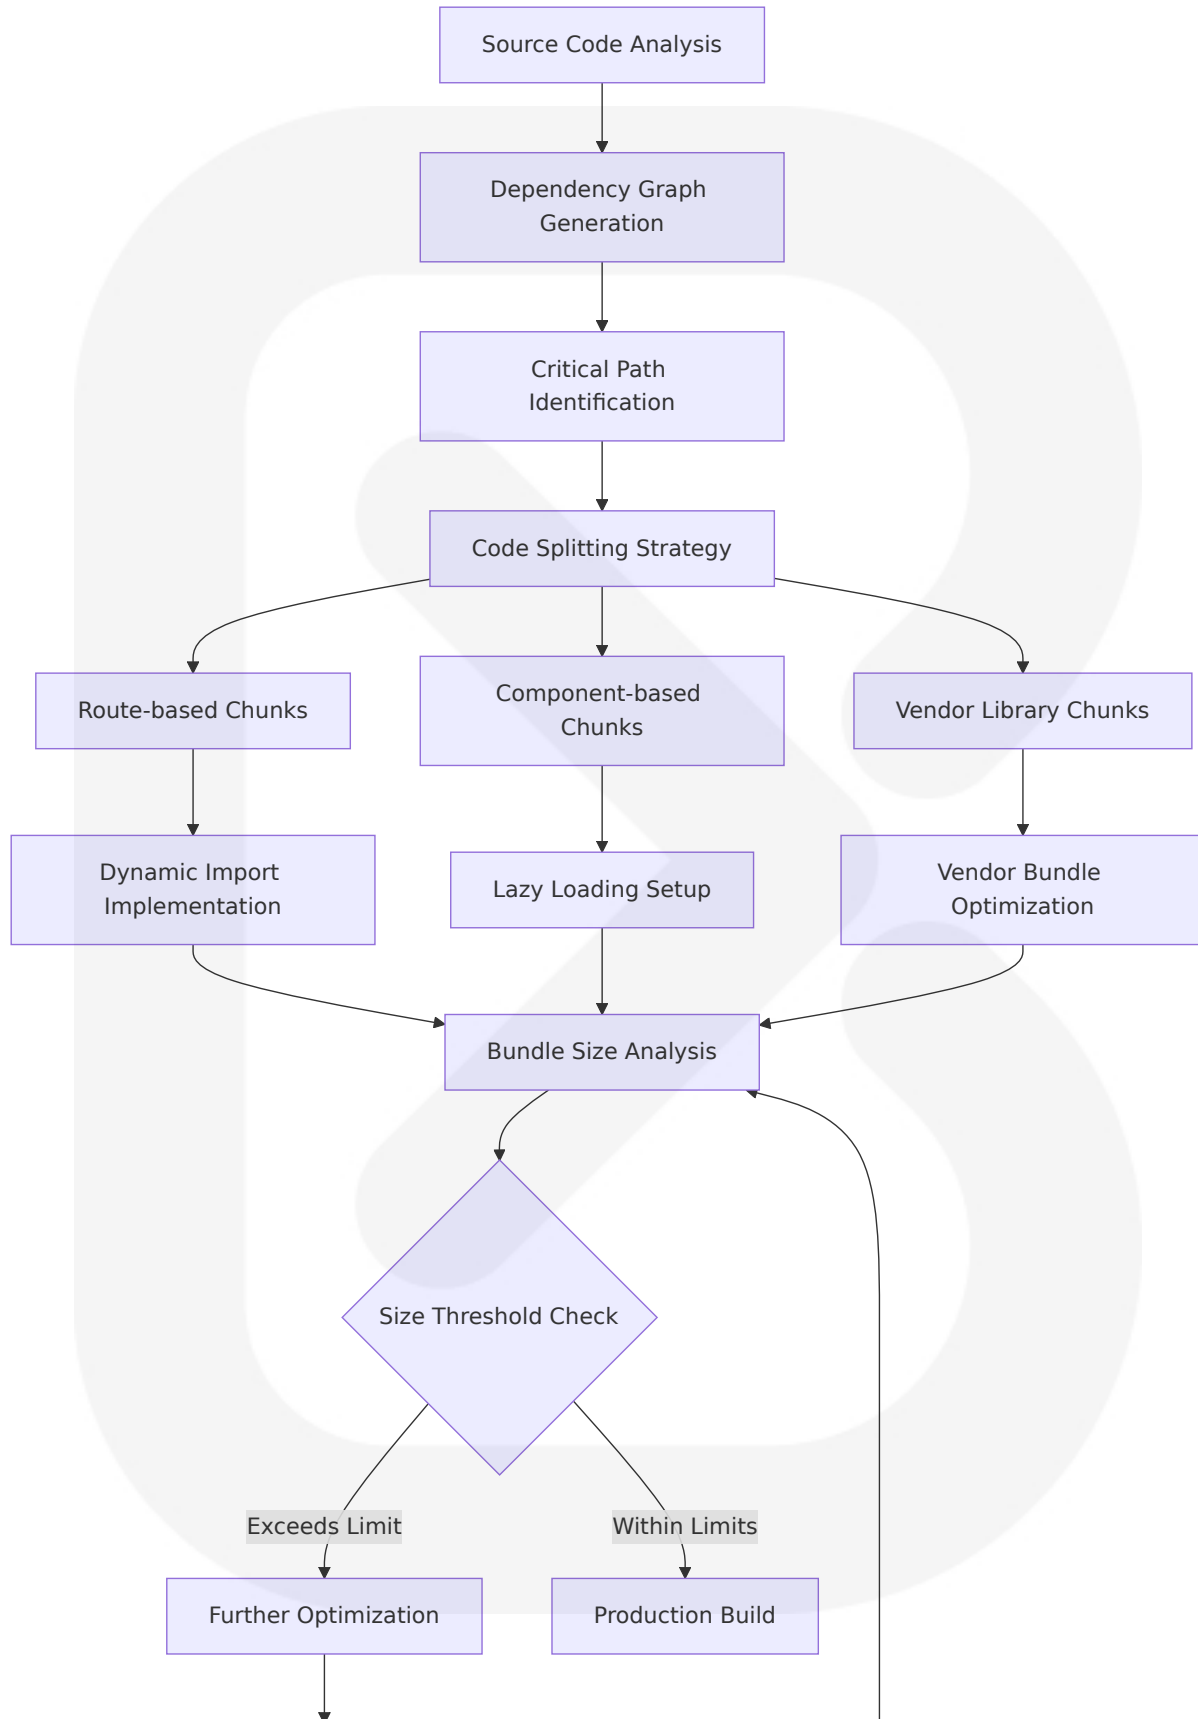 Source Code Analysis
Dependency Graph
Generation
Critical Path
Identification
Code Splitting Strategy
Route-based Chunks
Component-based
Chunks
Vendor Library Chunks
Dynamic Import
Implementation
Lazy Loading Setup
Vendor Bundle
Optimization
Bundle Size Analysis
Size Threshold Check
Exceeds Limit
Within Limits
Further Optimization
Production Build